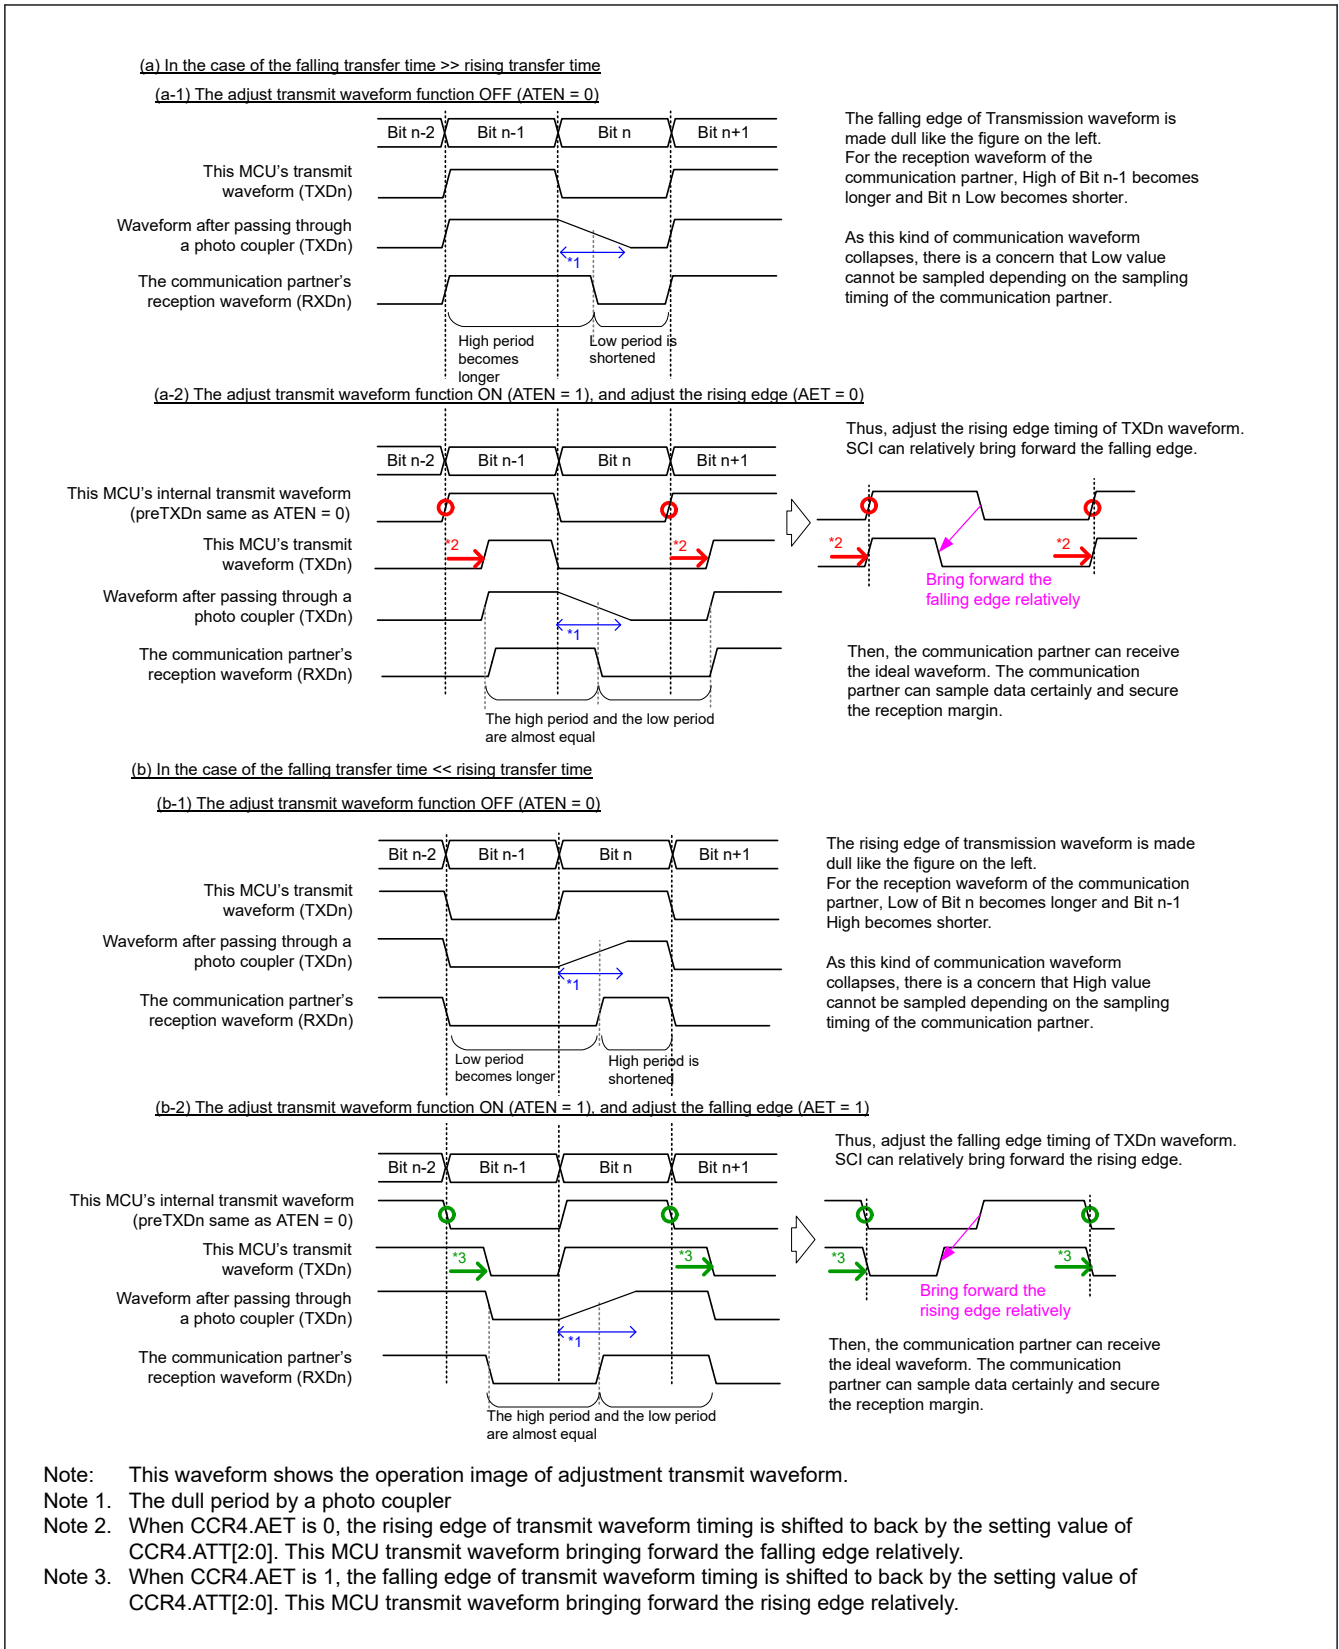 (a) In the case of the falling transfer time >> rising transfer time
(a-1) The adjust transmit waveform function OFF (ATEN = 0)
Bit n-2 Bit n-1 Bit n Bit n+1
This MCU's transmit
waveform (TXDn)
Waveform after passing through
a photo coupler (TXDn)
*1
The communication partner's
reception waveform (RXDn)
High period
becomes
longer
Low period is
shortened
The falling edge of Transmission waveform is
made dull like the figure on the left.
For the reception waveform of the
communication partner, High of Bit n-1 becomes
longer and Bit n Low becomes shorter.
As this kind of communication waveform
collapses, there is a concern that Low value
cannot be sampled depending on the sampling
timing of the communication partner.
(a-2) The adjust transmit waveform function ON (ATEN = 1), and adjust the rising edge (AET = 0)
Bit n-2 Bit n-1 Bit n Bit n+1
This MCU's internal transmit waveform
(preTXDn same as ATEN = 0)
This MCU's transmit
waveform (TXDn)
*2 *2
Waveform after passing through a
photo coupler (TXDn)
*1
The communication partner's
reception waveform (RXDn)
The high period and the low period
are almost equal
Thus, adjust the rising edge timing of TXDn waveform.
SCI can relatively bring forward the falling edge.
*2 *2
Bring forward the
falling edge relatively
Then, the communication partner can receive
the ideal waveform. The communication
partner can sample data certainly and secure
the reception margin.
(b) In the case of the falling transfer time << rising transfer time
(b-1) The adjust transmit waveform function OFF (ATEN = 0)
Bit n-2 Bit n-1 Bit n Bit n+1
This MCU's transmit
waveform (TXDn)
Waveform after passing through a
photo coupler (TXDn)
*1
The communication partner's
reception waveform (RXDn)
Low period
becomes longer
High period is
shortened
The rising edge of transmission waveform is made
dull like the figure on the left.
For the reception waveform of the communication
partner, Low of Bit n becomes longer and Bit n-1
High becomes shorter.
As this kind of communication waveform
collapses, there is a concern that High value
cannot be sampled depending on the sampling
timing of the communication partner.
(b-2) The adjust transmit waveform function ON (ATEN = 1), and adjust the falling edge (AET = 1)
Bit n-2 Bit n-1 Bit n Bit n+1
This MCU's internal transmit waveform
(preTXDn same as ATEN = 0)
This MCU's transmit
waveform (TXDn)
*3 *3
Waveform after passing through
a photo coupler (TXDn)
*1
The communication partner's
reception waveform (RXDn)
The high period and the low period
are almost equal
Thus, adjust the falling edge timing of TXDn waveform.
SCI can relatively bring forward the rising edge.
*3 *3
Bring forward the
rising edge relatively
Then, the communication partner can receive
the ideal waveform. The communication
partner can sample data certainly and secure
the reception margin.
Note: This waveform shows the operation image of adjustment transmit waveform.
Note 1. The dull period by a photo coupler
Note 2. When CCR4.AET is 0, the rising edge of transmit waveform timing is shifted to back by the setting value of
CCR4.ATT[2:0]. This MCU transmit waveform bringing forward the falling edge relatively.
Note 3. When CCR4.AET is 1, the falling edge of transmit waveform timing is shifted to back by the setting value of
CCR4.ATT[2:0]. This MCU transmit waveform bringing forward the rising edge relatively.